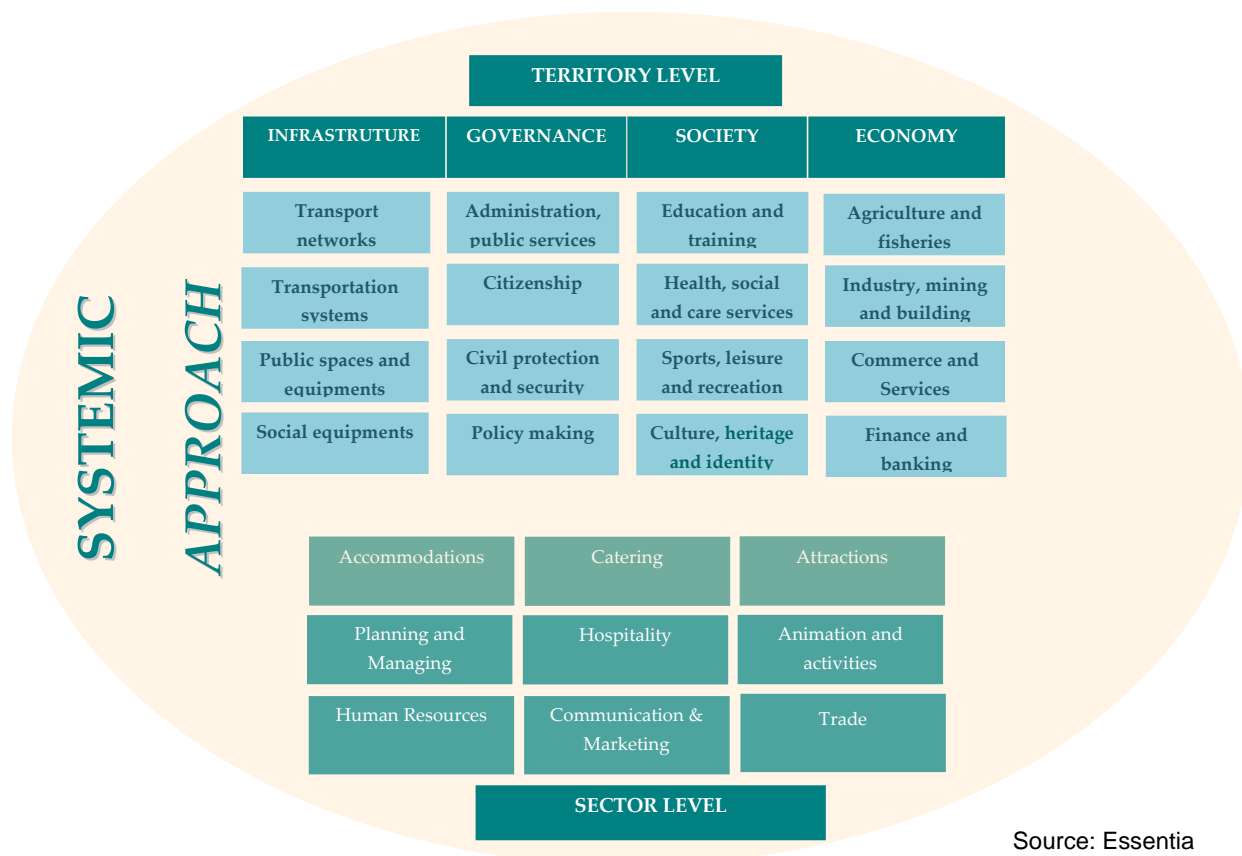 TERRITORY LEVEL
INFRASTRUTURE
GOVERNANCE
SOCIETY
ECONOMY
Transport
networks
Administration,
public services
Education and
training
Agriculture and
fisheries
Transportation
systems
Citizenship
Health, social
and care services
Industry, mining
and building
Public spaces and
equipments
Civil protection
and security
Sports, leisure
and recreation
Commerce and
Services
Social equipments
Policy making
Culture, heritage
and identity
Finance and
banking
SYSTEMIC
APPROACH
Accommodations
Catering
Attractions
Planning and
Managing
Hospitality
Animation and
activities
Human Resources
Communication &
Marketing
Trade
SECTOR LEVEL
Source: Essentia